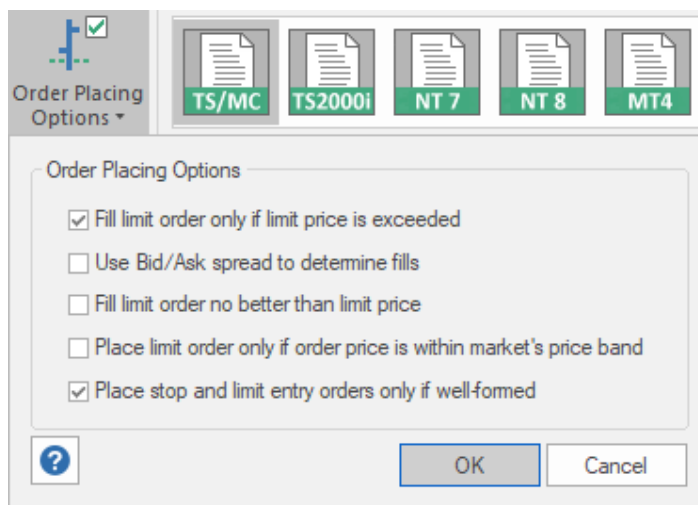 Order Placing
Options
TS/MC
TS2000i
NT 7
NT 8
MT4
Order Placing Options
Fill limit order only if limit price is exceeded
Use Bid/Ask spread to determine fills
Fill limit order no better than limit price
Place limit order only if order price is within market's price band
Place stop and limit entry orders only if well-formed
?
OK
Cancel